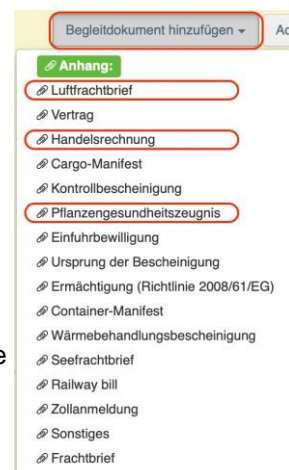 Begleitdokument hinzufügen Ac
Anhang:
Luftfrachtbrief
Vertrag
Handelsrechnung
Cargo-Manifest
Kontrollbescheinigung
Pflanzengesundheitszeugnis
Einfuhrbewilligung
Ursprung der Bescheinigung
Ermächtigung (Richtlinie 2008/61/EG)
Container-Manifest
Wärmebehandlungsbescheinigung
e Seefrachtbrief
Railway bill
Zollanmeldung
Sonstiges
Frachtbrief